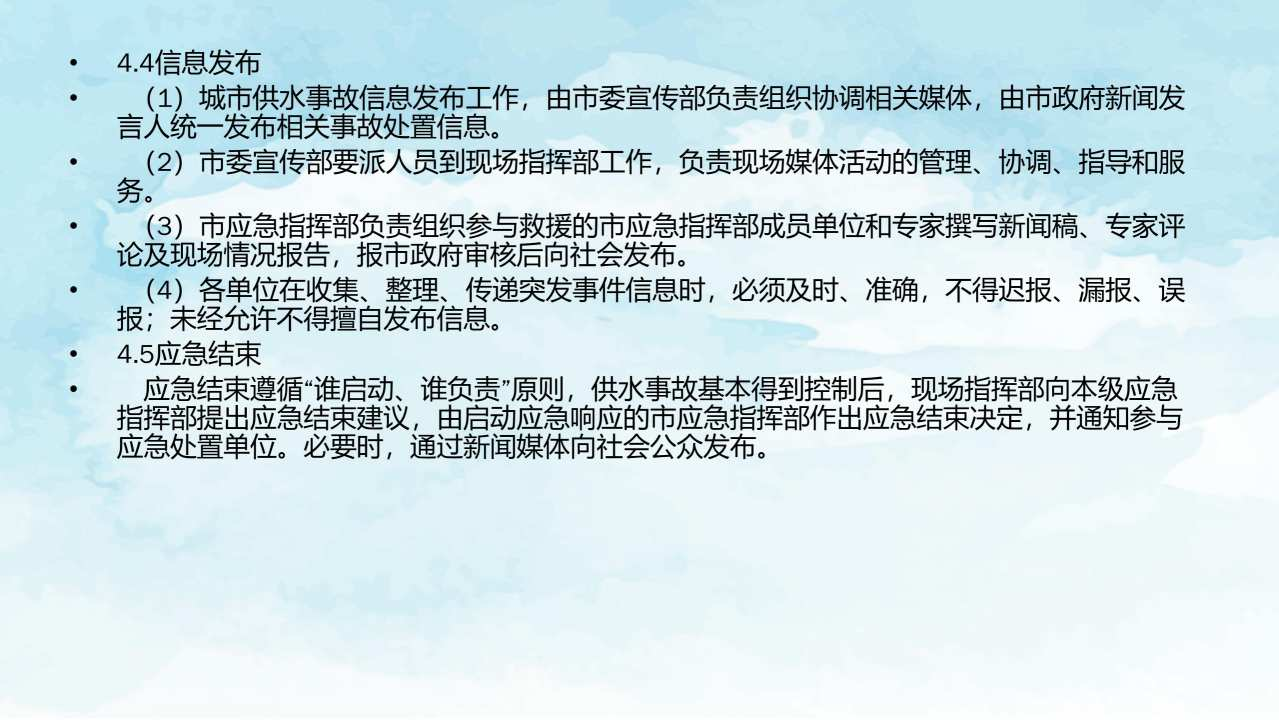 • 4.4信息发布
• （1）城市供水事故信息发布工作，由市委宣传部负责组织协调相关媒体，由市政府新闻发
言人统一发布相关事故处置信息。
• （2）市委宣传部要派人员到现场指挥部工作，负责现场媒体活动的管理、协调、指导和服
务。
• （3）市应急指挥部负责组织参与救援的市应急指挥部成员单位和专家撰写新闻稿、专家评
论及现场情况报告，报市政府审核后向社会发布。
• （4）各单位在收集、整理、传递突发事件信息时，必须及时、准确，不得迟报、漏报、误
报；未经允许不得擅自发布信息。
• 4.5应急结束
• 应急结束遵循“谁启动、谁负责”原则，供水事故基本得到控制后，现场指挥部向本级应急
指挥部提出应急结束建议，由启动应急响应的市应急指挥部作出应急结束决定，并通知参与
应急处置单位。必要时，通过新闻媒体向社会公众发布。